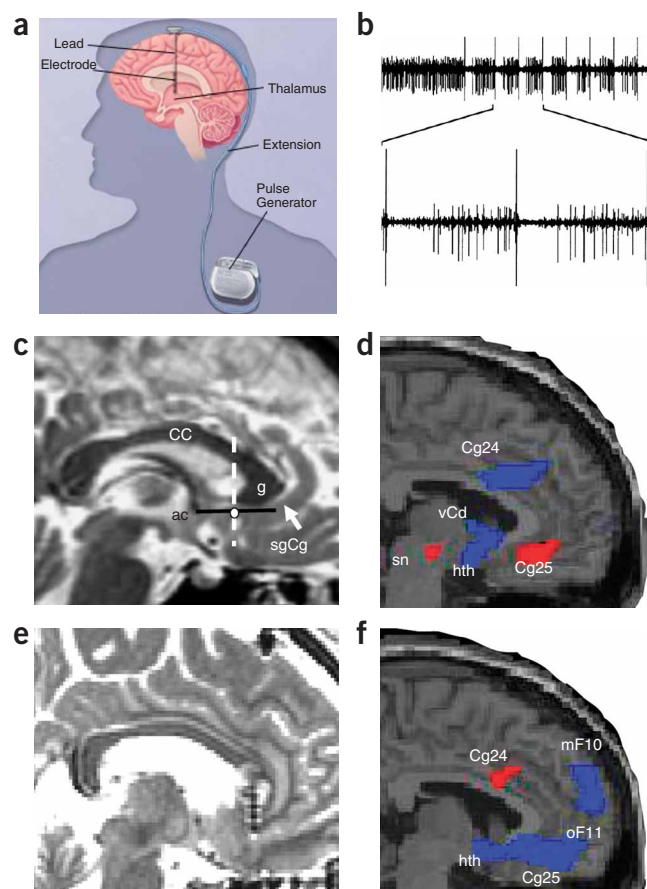 a
Lead
Electrode
Thalamus
Extension
Pulse
Generator
b
c
CC
g
ac
sgCg
d
Cg24
vCd
sn
hth
Cg25
e
f
Cg24
mF10
oF11
hth
Cg25